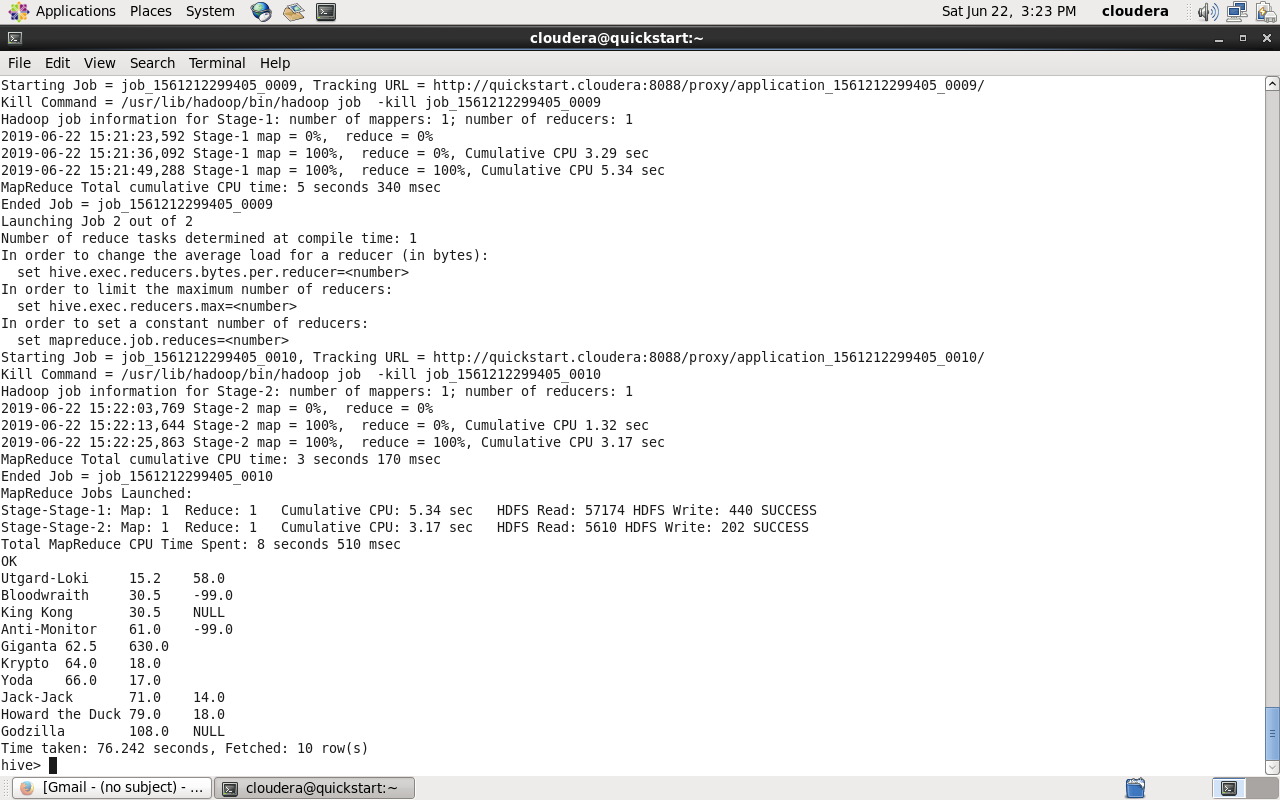 Applications Places System Sat Jun 22, 3:23 PM cloudera
cloudera@quickstart:~
File Edit View Search Terminal Help
Starting Job = job_1561212299405_0009, Tracking URL = http://quickstart.cloudera:8088/proxy/application_1561212299405_0009/
Kill Command = /usr/lib/hadoop/bin/hadoop job  -kill job_1561212299405_0009
Hadoop job information for Stage-1: number of mappers: 1; number of reducers: 1
2019-06-22 15:21:23,592 Stage-1 map = 0%,  reduce = 0%
2019-06-22 15:21:36,092 Stage-1 map = 100%,  reduce = 0%, Cumulative CPU 3.29 sec
2019-06-22 15:21:49,288 Stage-1 map = 100%,  reduce = 100%, Cumulative CPU 5.34 sec
MapReduce Total cumulative CPU time: 5 seconds 340 msec
Ended Job = job_1561212299405_0009
Launching Job 2 out of 2
Number of reduce tasks determined at compile time: 1
In order to change the average load for a reducer (in bytes):
  set hive.exec.reducers.bytes.per.reducer=<number>
In order to limit the maximum number of reducers:
  set hive.exec.reducers.max=<number>
In order to set a constant number of reducers:
  set mapreduce.job.reduces=<number>
Starting Job = job_1561212299405_0010, Tracking URL = http://quickstart.cloudera:8088/proxy/application_1561212299405_0010/
Kill Command = /usr/lib/hadoop/bin/hadoop job  -kill job_1561212299405_0010
Hadoop job information for Stage-2: number of mappers: 1; number of reducers: 1
2019-06-22 15:22:03,769 Stage-2 map = 0%,  reduce = 0%
2019-06-22 15:22:13,644 Stage-2 map = 100%,  reduce = 0%, Cumulative CPU 1.32 sec
2019-06-22 15:22:25,863 Stage-2 map = 100%,  reduce = 100%, Cumulative CPU 3.17 sec
MapReduce Total cumulative CPU time: 3 seconds 170 msec
Ended Job = job_1561212299405_0010
MapReduce Jobs Launched:
Stage-Stage-1: Map: 1  Reduce: 1   Cumulative CPU: 5.34 sec   HDFS Read: 57174 HDFS Write: 440 SUCCESS
Stage-Stage-2: Map: 1  Reduce: 1   Cumulative CPU: 3.17 sec   HDFS Read: 5610 HDFS Write: 202 SUCCESS
Total MapReduce CPU Time Spent: 8 seconds 510 msec
OK
Utgard-Loki     15.2    58.0
Bloodwraith     30.5    -99.0
King Kong       30.5    NULL
Anti-Monitor    61.0    -99.0
Giganta 62.5    630.0
Krypto  64.0    18.0
Yoda    66.0    17.0
Jack-Jack       71.0    14.0
Howard the Duck 79.0    18.0
Godzilla        108.0   NULL
Time taken: 76.242 seconds, Fetched: 10 row(s)
hive>
[Gmail - (no subject) - ... cloudera@quickstart:~